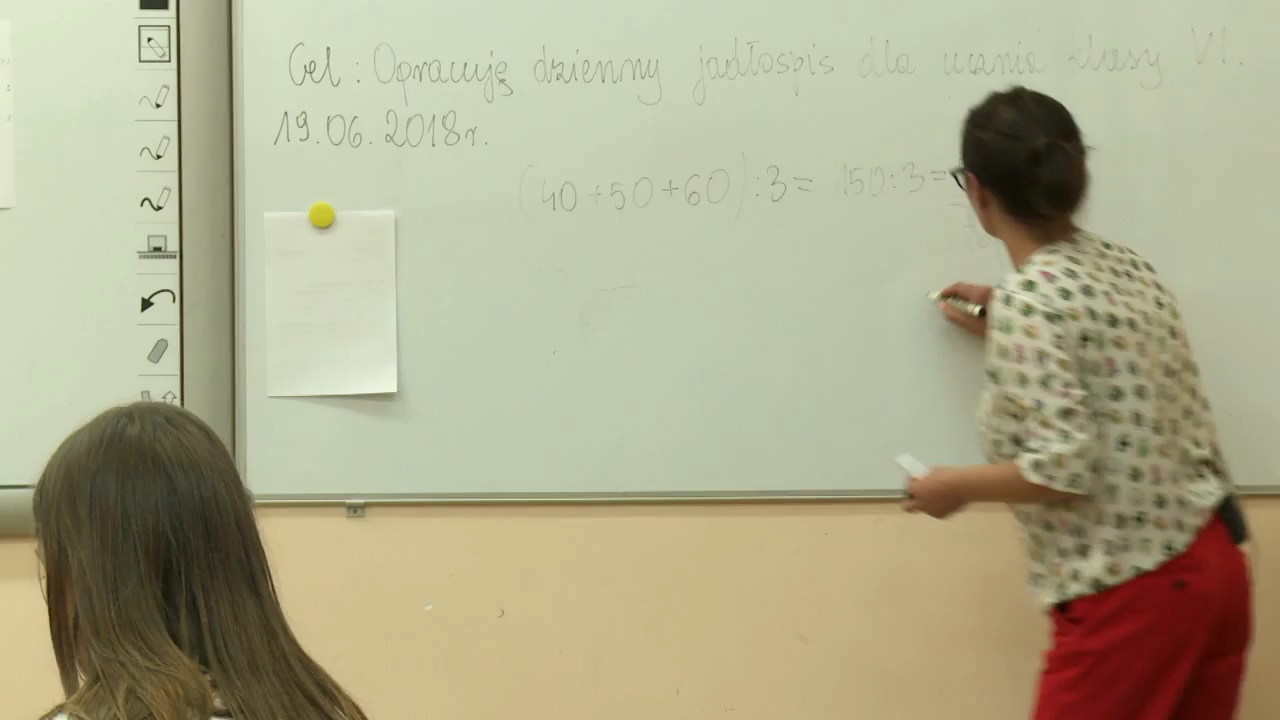 Cel : Opracuję dzienny jadłospis dla ucznia klasy VI.
19.06.2018r.
(40+50+60):3= 150:3=